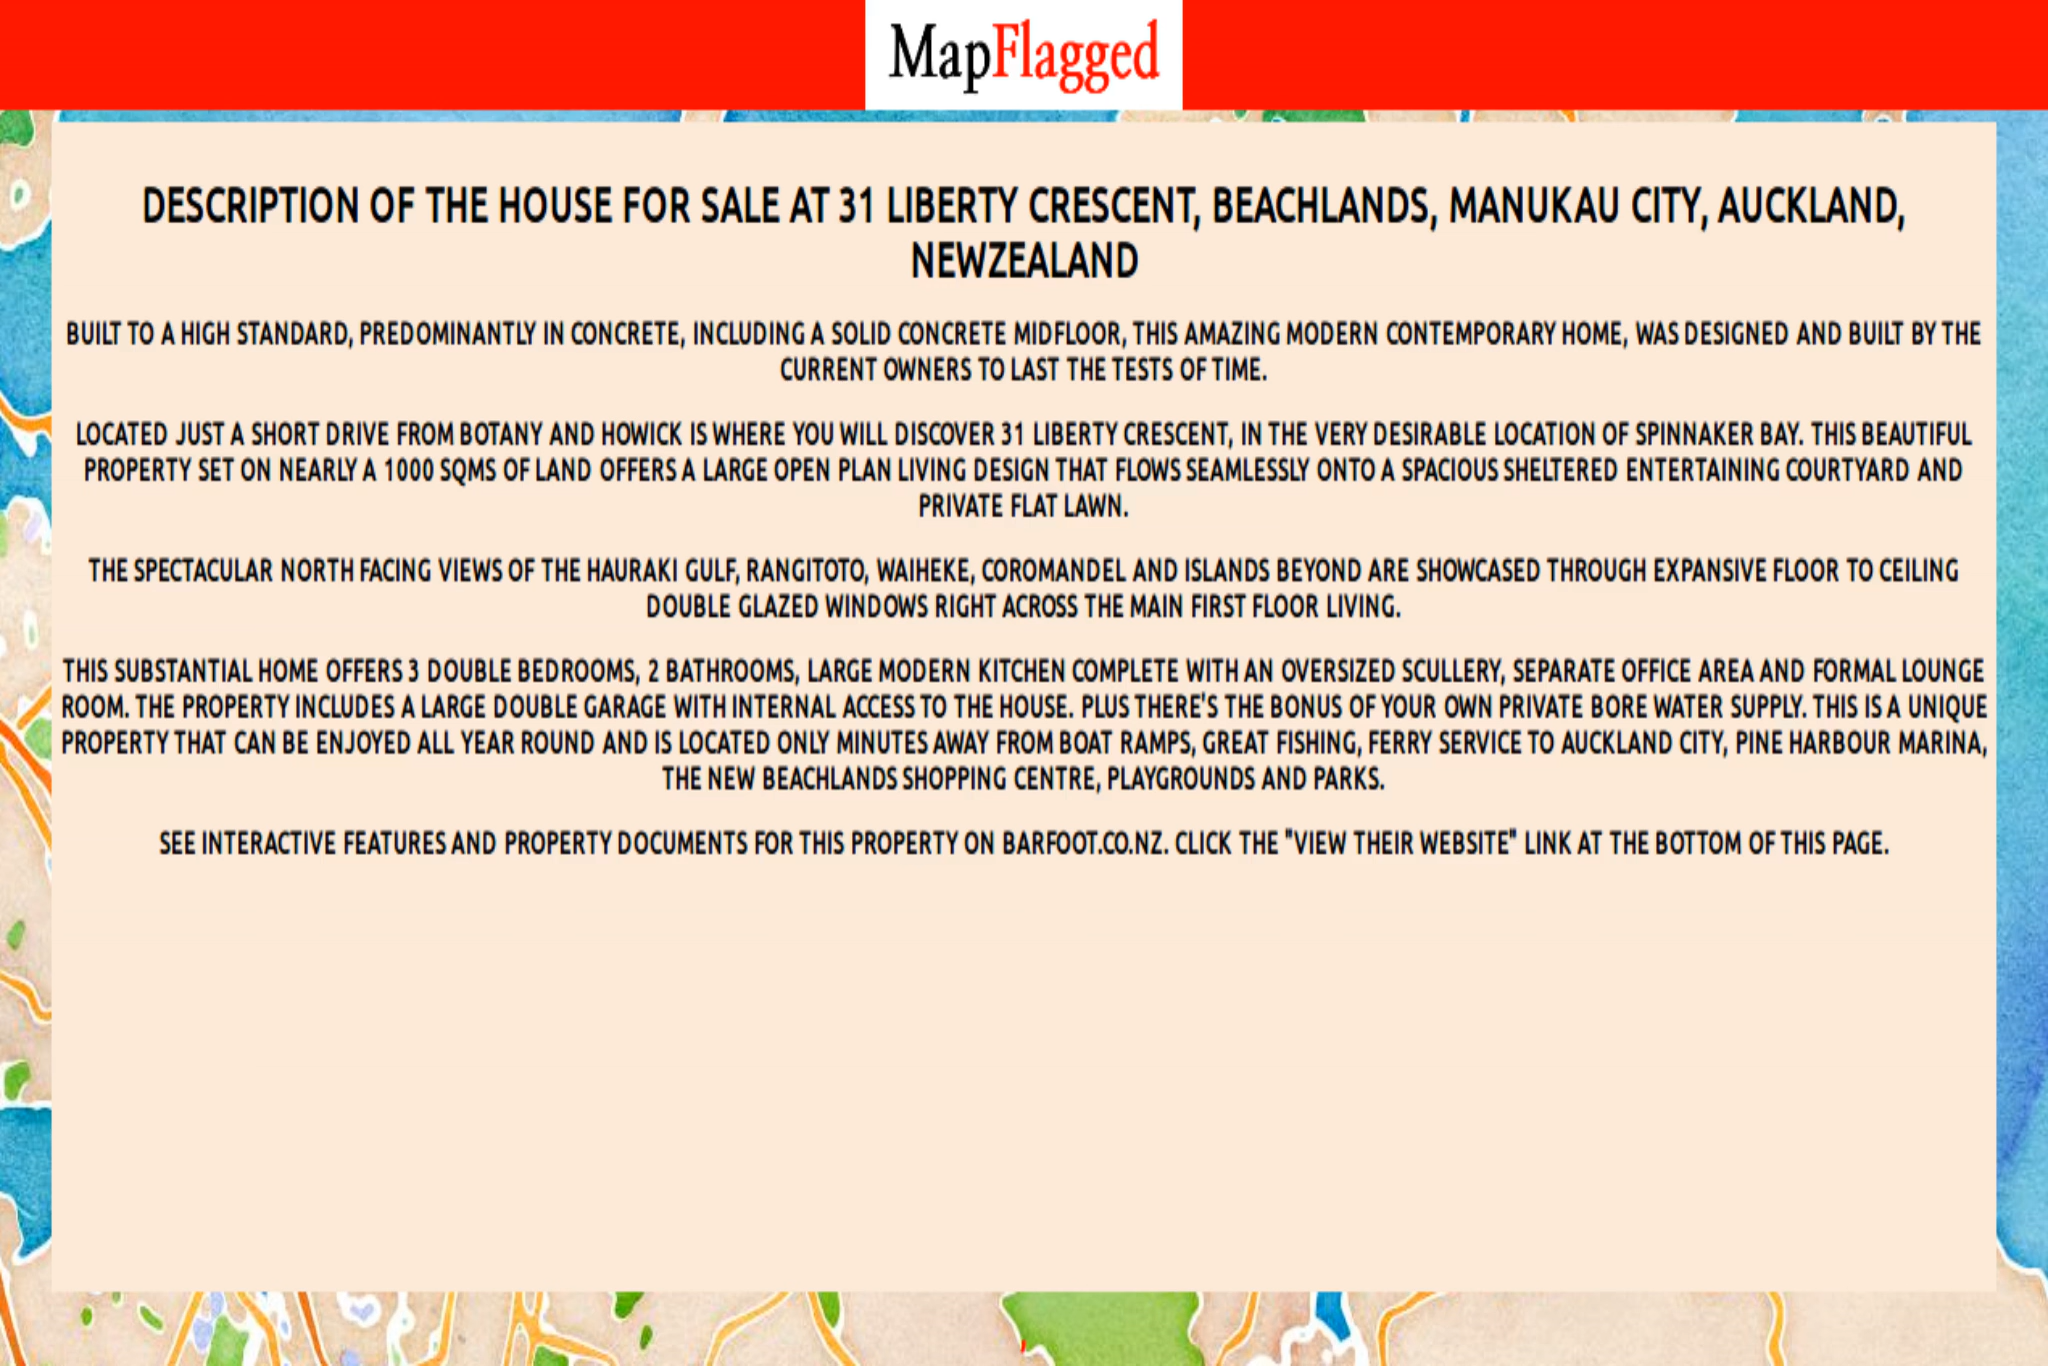 MapFlagged
DESCRIPTION OF THE HOUSE FOR SALE AT 31 LIBERTY CRESCENT, BEACHLANDS, MANUKAU CITY, AUCKLAND,
NEWZEALAND
BUILT TO A HIGH STANDARD, PREDOMINANTLY IN CONCRETE, INCLUDING A SOLID CONCRETE MIDFLOOR, THIS AMAZING MODERN CONTEMPORARY HOME, WAS DESIGNED AND BUILT BY THE
CURRENT OWNERS TO LAST THE TESTS OF TIME.
LOCATED JUST A SHORT DRIVE FROM BOTANY AND HOWICK IS WHERE YOU WILL DISCOVER 31 LIBERTY CRESCENT, IN THE VERY DESIRABLE LOCATION OF SPINNAKER BAY. THIS BEAUTIFUL
PROPERTY SET ON NEARLY A 1000 SQMS OF LAND OFFERS A LARGE OPEN PLAN LIVING DESIGN THAT FLOWS SEAMLESSLY ONTO A SPACIOUS SHELTERED ENTERTAINING COURTYARD AND
PRIVATE FLAT LAWN.
THE SPECTACULAR NORTH FACING VIEWS OF THE HAURAKI GULF, RANGITOTO, WAIHEKE, COROMANDEL AND ISLANDS BEYOND ARE SHOWCASED THROUGH EXPANSIVE FLOOR TO CEILING
DOUBLE GLAZED WINDOWS RIGHT ACROSS THE MAIN FIRST FLOOR LIVING.
THIS SUBSTANTIAL HOME OFFERS 3 DOUBLE BEDROOMS, 2 BATHROOMS, LARGE MODERN KITCHEN COMPLETE WITH AN OVERSIZED SCULLERY, SEPARATE OFFICE AREA AND FORMAL LOUNGE
ROOM. THE PROPERTY INCLUDES A LARGE DOUBLE GARAGE WITH INTERNAL ACCESS TO THE HOUSE. PLUS THERE'S THE BONUS OF YOUR OWN PRIVATE BORE WATER SUPPLY. THIS IS A UNIQUE
PROPERTY THAT CAN BE ENJOYED ALL YEAR ROUND AND IS LOCATED ONLY MINUTES AWAY FROM BOAT RAMPS, GREAT FISHING, FERRY SERVICE TO AUCKLAND CITY, PINE HARBOUR MARINA,
THE NEW BEACHLANDS SHOPPING CENTRE, PLAYGROUNDS AND PARKS.
SEE INTERACTIVE FEATURES AND PROPERTY DOCUMENTS FOR THIS PROPERTY ON BARFOOT.CO.NZ. CLICK THE "VIEW THEIR WEBSITE" LINK AT THE BOTTOM OF THIS PAGE.